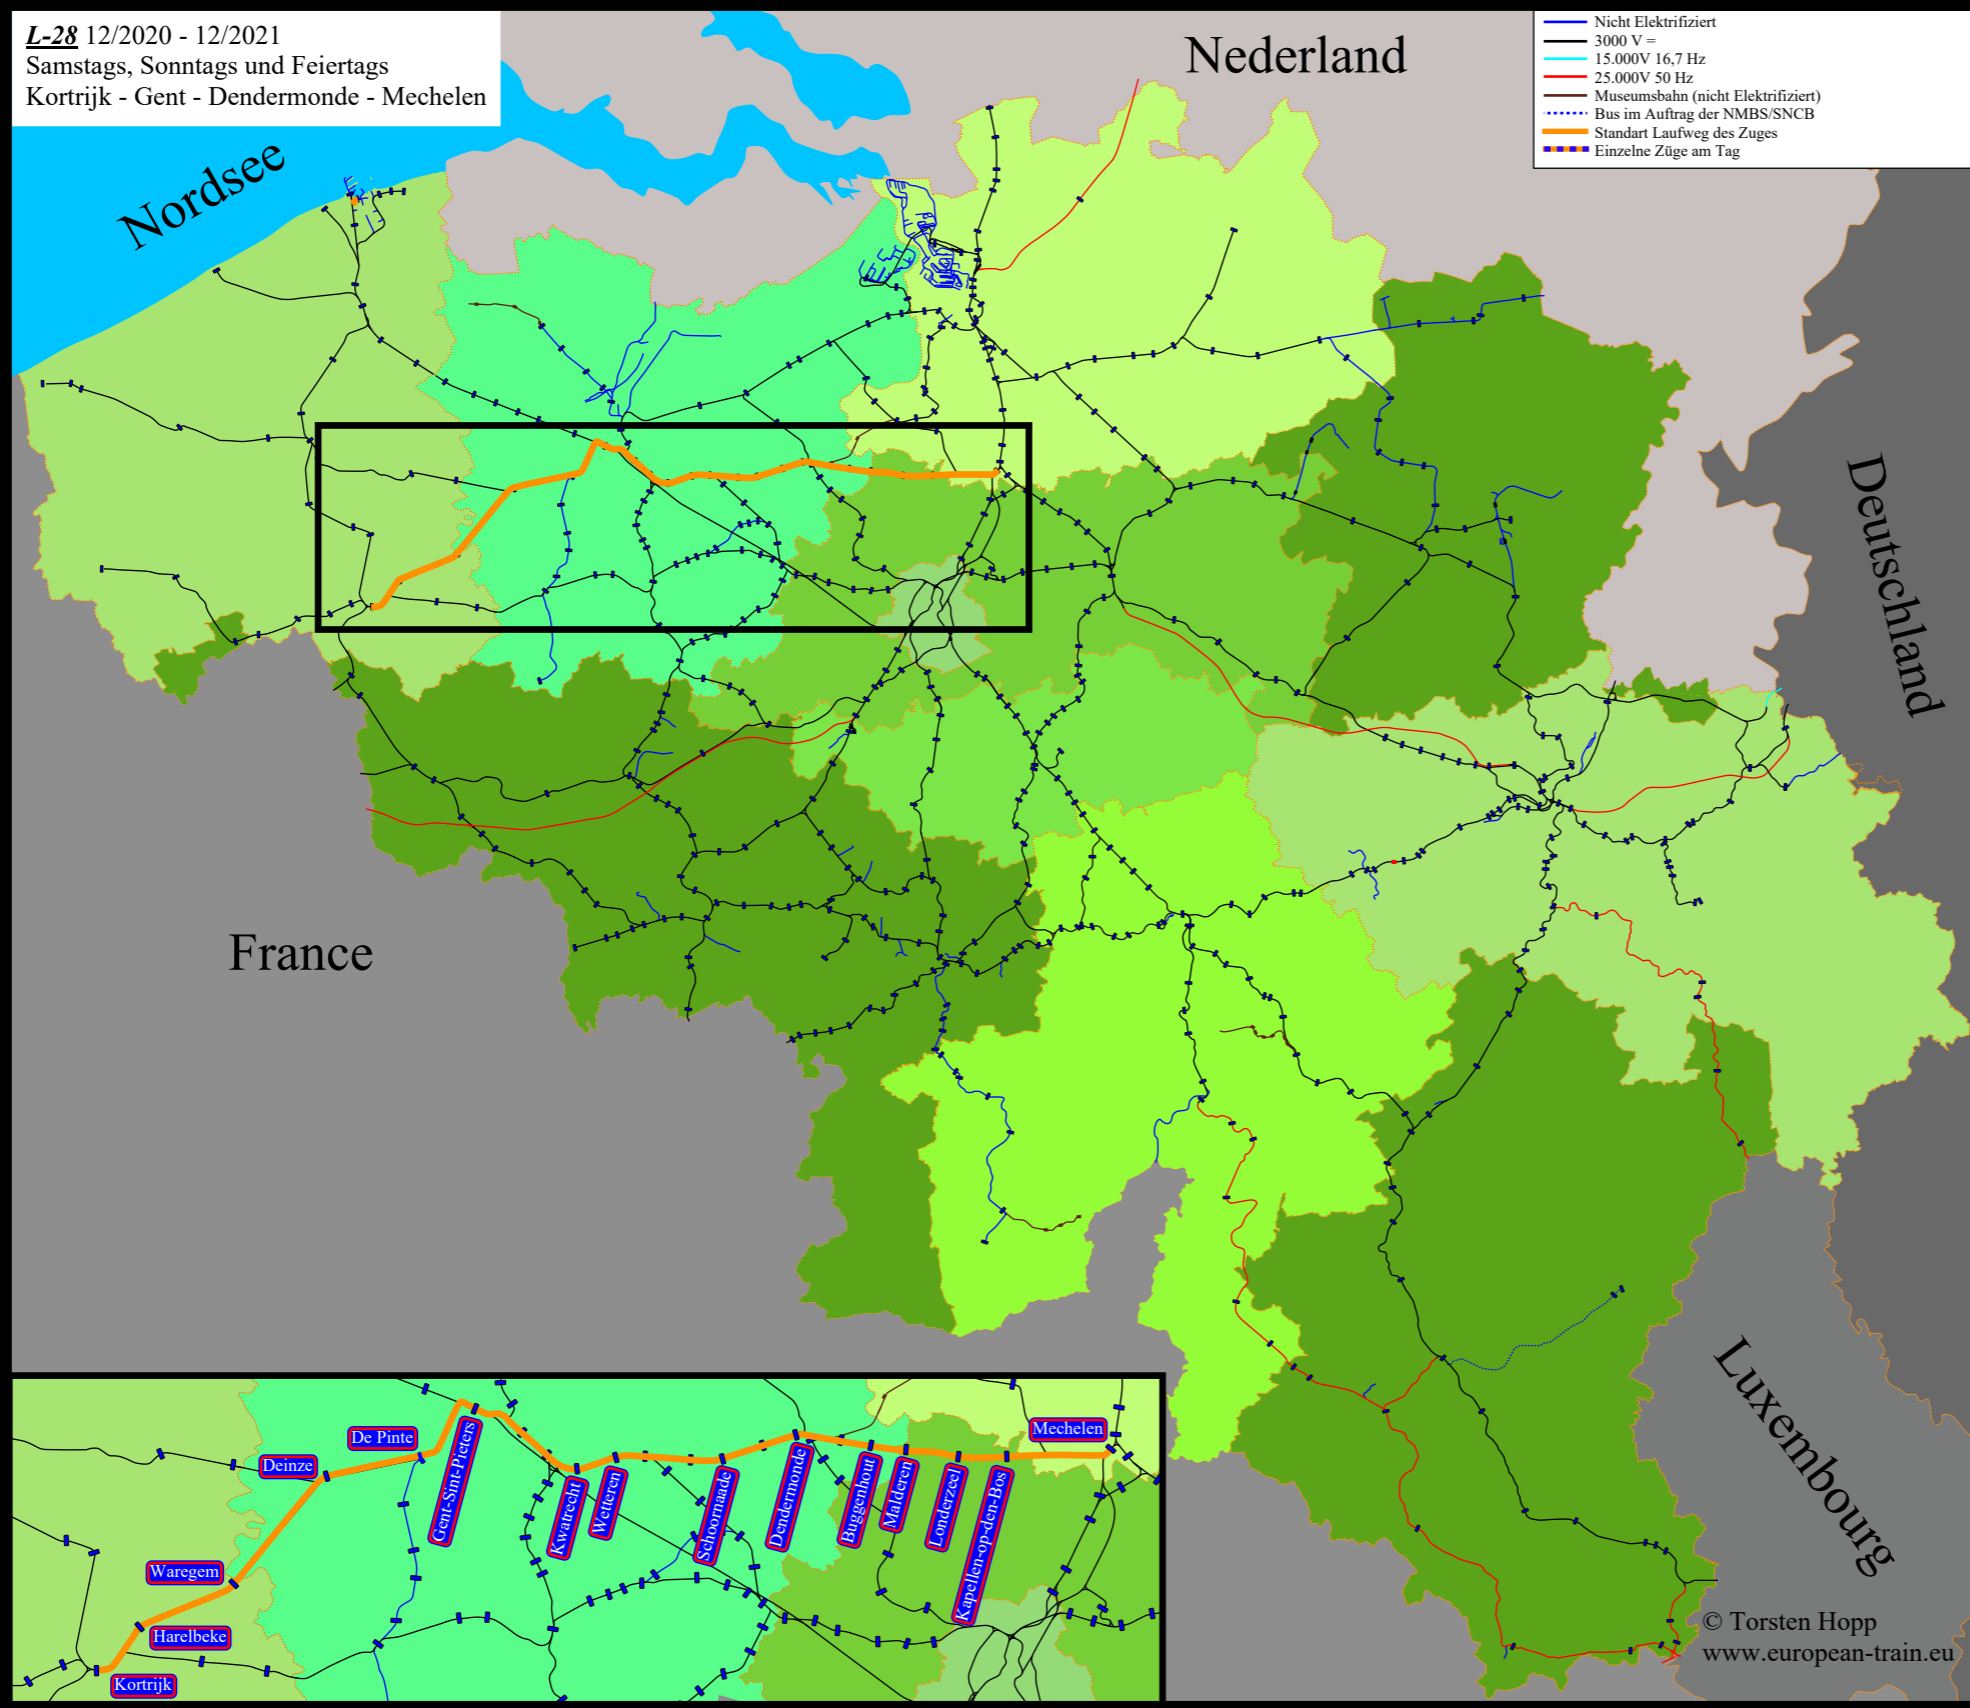 L-28 12/2020 - 12/2021
Samstags, Sonntags und Feiertags
Kortrijk - Gent - Dendermonde - Mechelen
Nicht Elektrifiziert
3000 V =
15.000V 16,7 Hz
25.000V 50 Hz
Museumsbahn (nicht Elektrifiziert)
Bus im Auftrag der NMBS/SNCB
Standart Laufweg des Zuges
Einzelne Züge am Tag
Nederland
Nordsee
Deutschland
France
Luxembourg
Mechelen
De Pinte
Deinze
Gent-Sint-Pieters
Kwatrecht
Wetteren
Schoornaade
Dendermonde
Buggenhout
Malderen
Londerzel
Kapellen-op-den-Bos
Waregem
Harelbeke
Kortrijk
© Torsten Hopp
www.european-train.eu